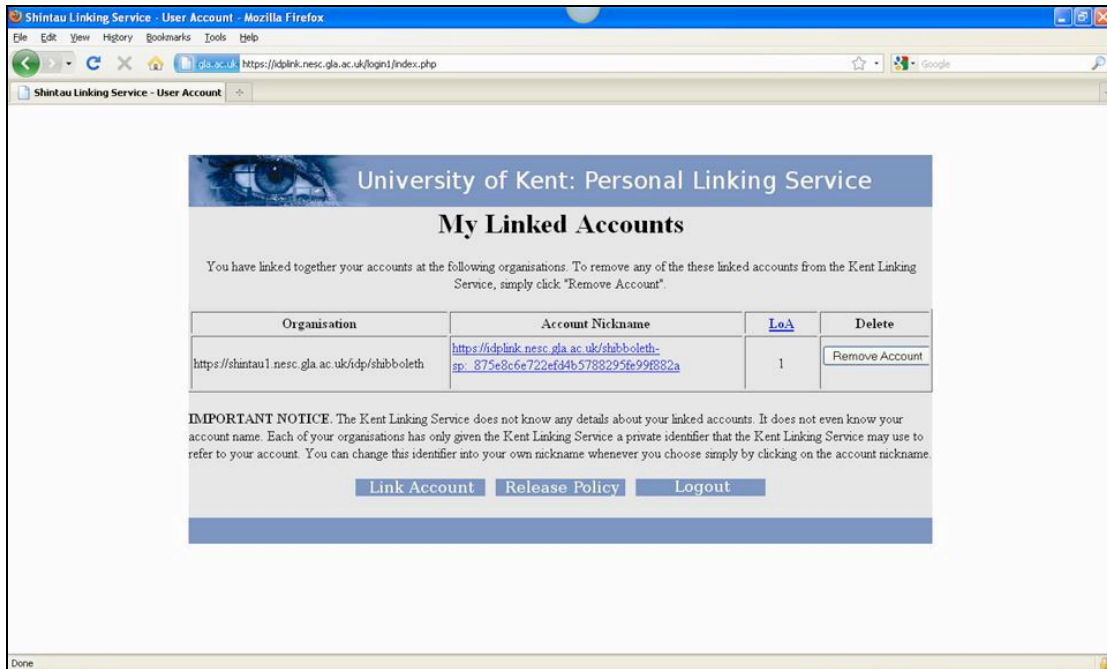 Shintau Linking Service - User Account - Mozilla Firefox
File Edit View History Bookmarks Tools Help
gla.ac.uk https://idplink.nesc.gla.ac.uk/login1/index.php Google
Shintau Linking Service - User Account
University of Kent: Personal Linking Service
My Linked Accounts
You have linked together your accounts at the following organisations. To remove any of the these linked accounts from the Kent Linking
Service, simply click "Remove Account".
Organisation Account Nickname LoA Delete
https://shintau1.nesc.gla.ac.uk/idp/shibboleth https://idplink.nesc.gla.ac.uk/shibboleth- 1 Remove Account
sp:_875e8c6e722efd4b5788295fe99f882a
IMPORTANT NOTICE. The Kent Linking Service does not know any details about your linked accounts. It does not even know your
account name. Each of your organisations has only given the Kent Linking Service a private identifier that the Kent Linking Service may use to
refer to your account. You can change this identifier into your own nickname whenever you choose simply by clicking on the account nickname.
Link Account Release Policy Logout
Done